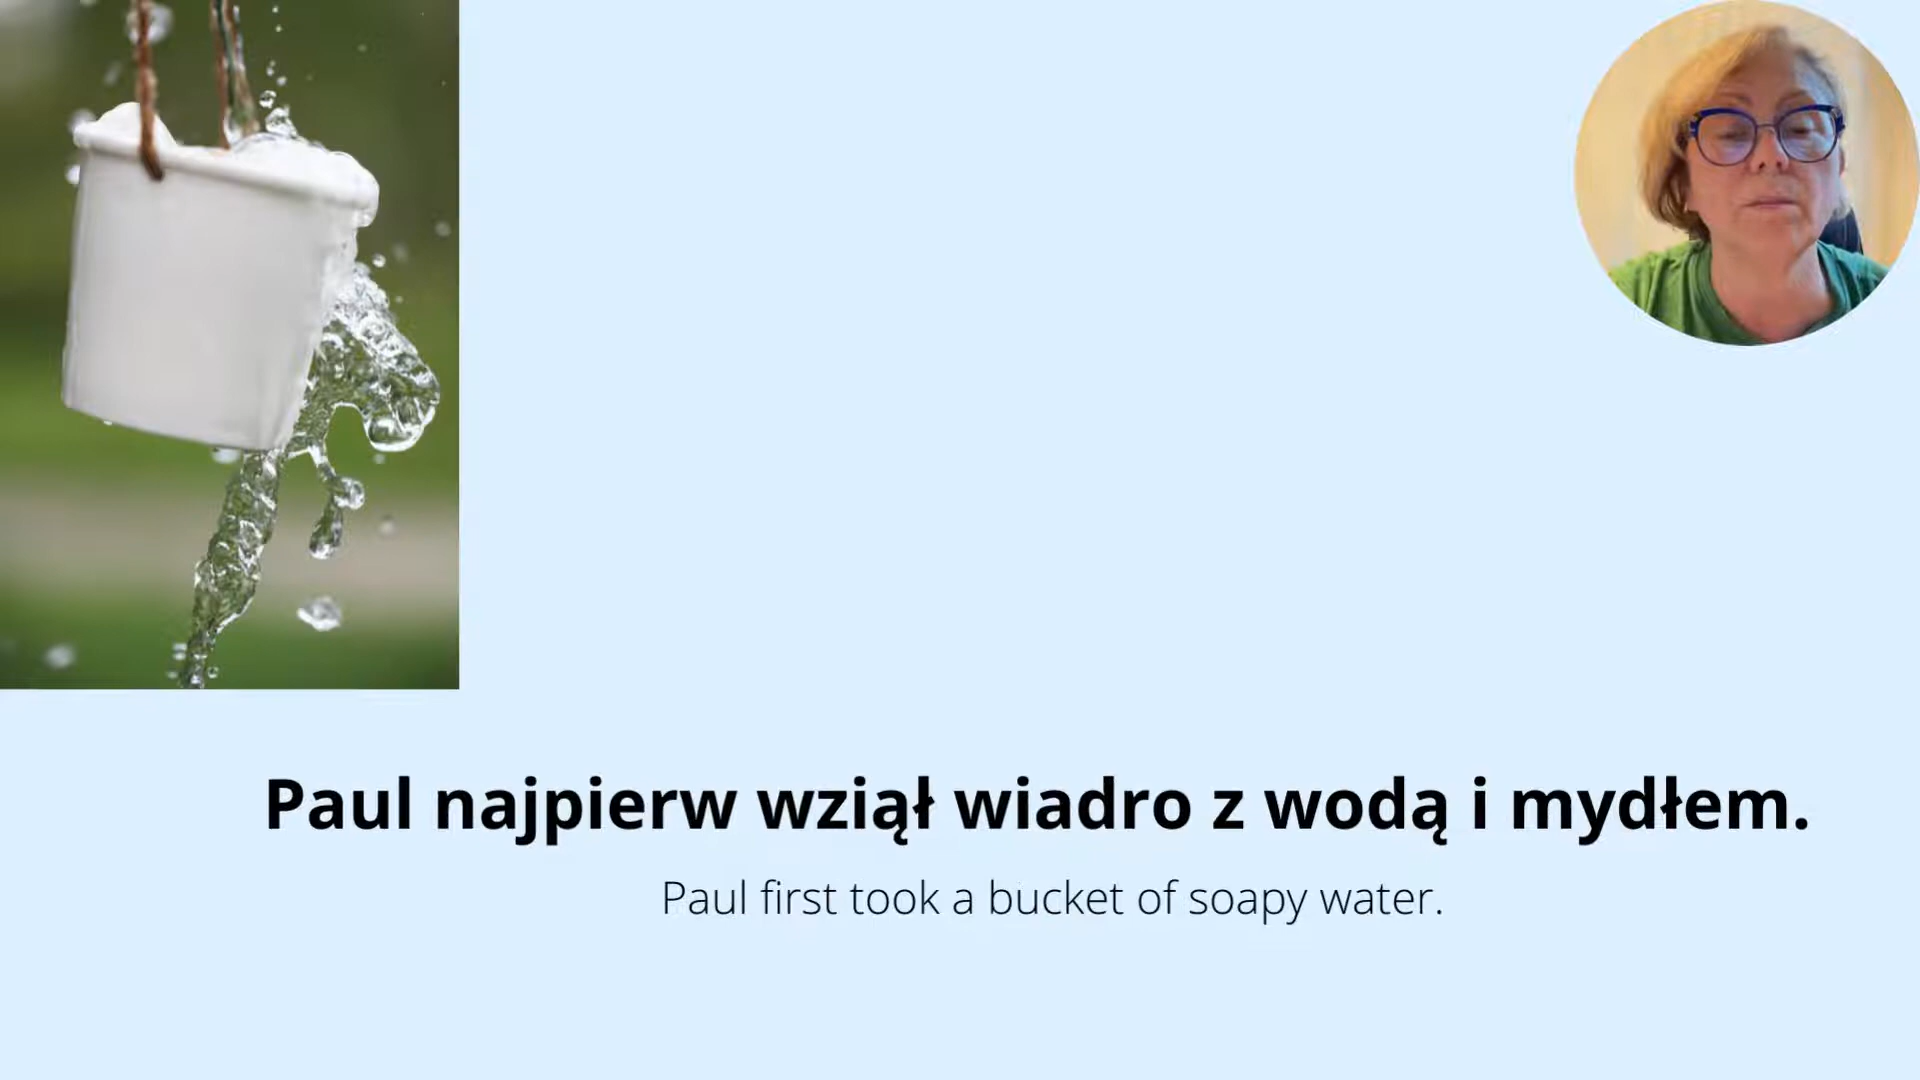 Paul najpierw wziął wiadro z wodą i mydłem.
Paul first took a bucket of soapy water.